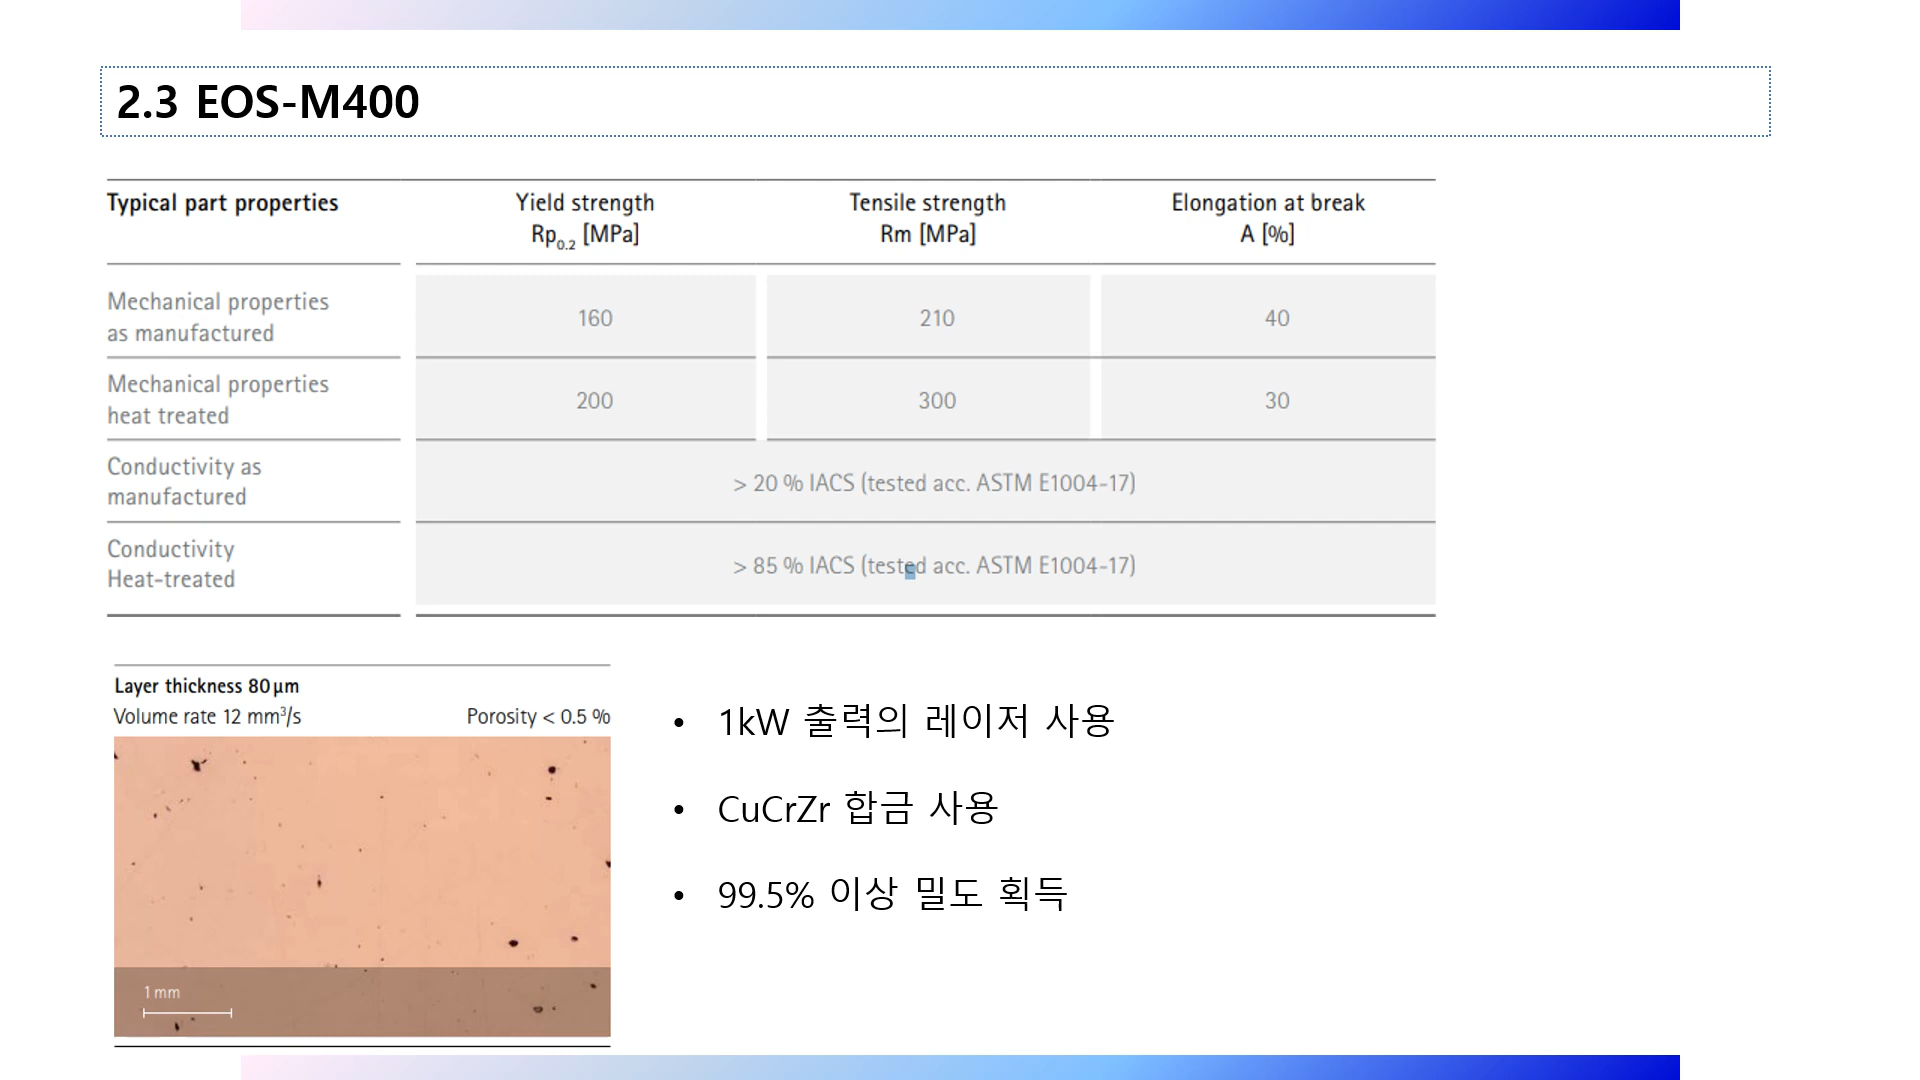 2.3 EOS-M400
Typical part properties
Yield strength
Rp0.2 [MPa]
Tensile strength
Rm [MPa]
Elongation at break
A [%]
Mechanical properties
as manufactured
160
210
40
Mechanical properties
heat treated
200
300
30
Conductivity as
manufactured
> 20 % IACS (tested acc. ASTM E1004-17)
Conductivity
Heat-treated
> 85 % IACS (tested acc. ASTM E1004-17)
Layer thickness 80 µm
Volume rate 12 mm³/s
Porosity < 0.5 %
1 mm
• 1kW 출력의 레이저 사용
• CuCrZr 합금 사용
• 99.5% 이상 밀도 획득